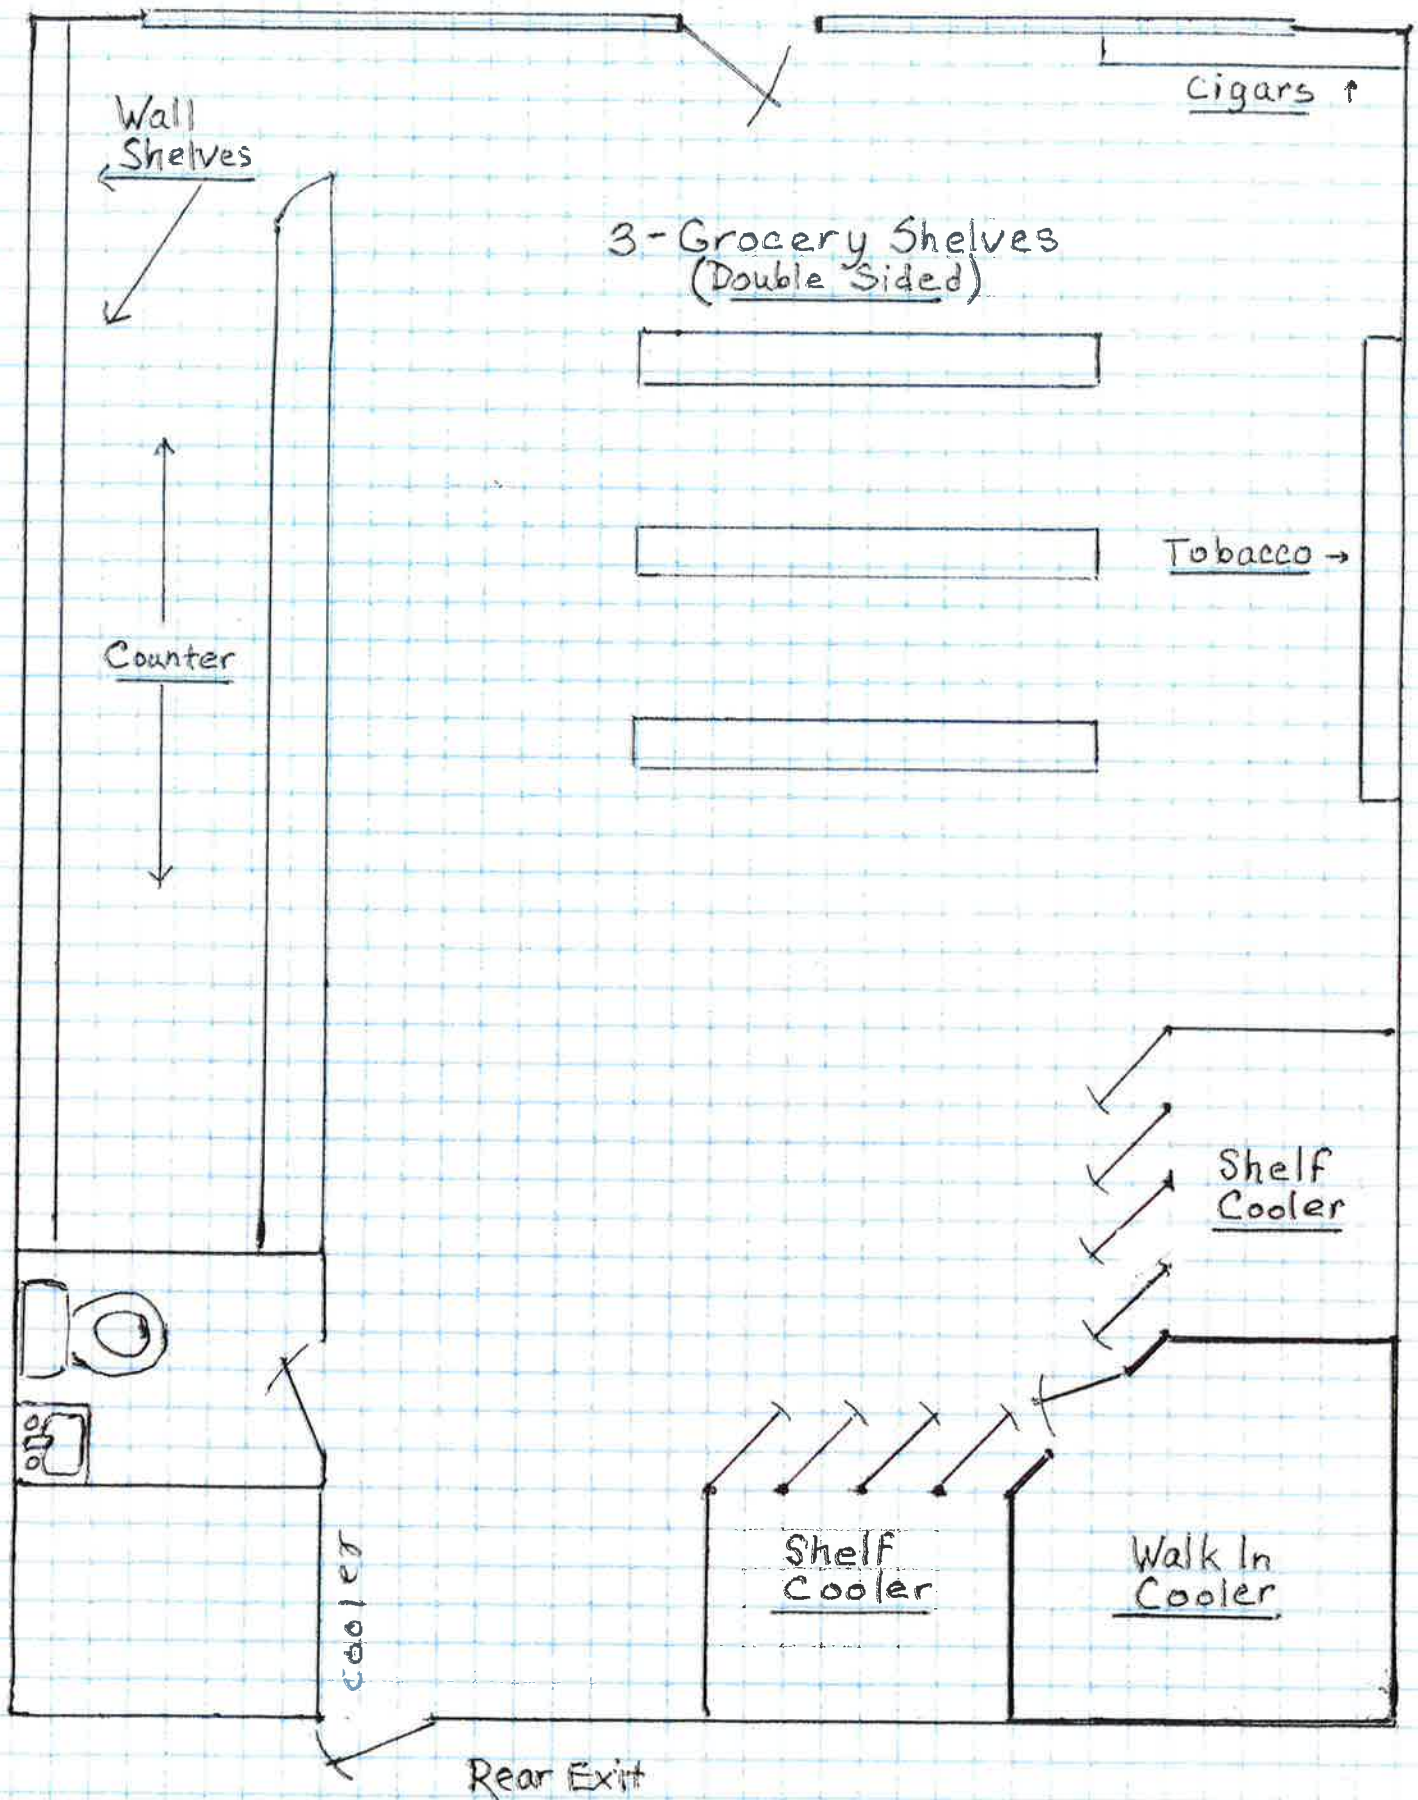 Cigars ↑
Wall
Shelves
3-Grocery Shelves
(Double Sided)
Tobacco →
Counter
Shelf
Cooler
cooler
Shelf
Cooler
Walk In
Cooler
Rear Exit